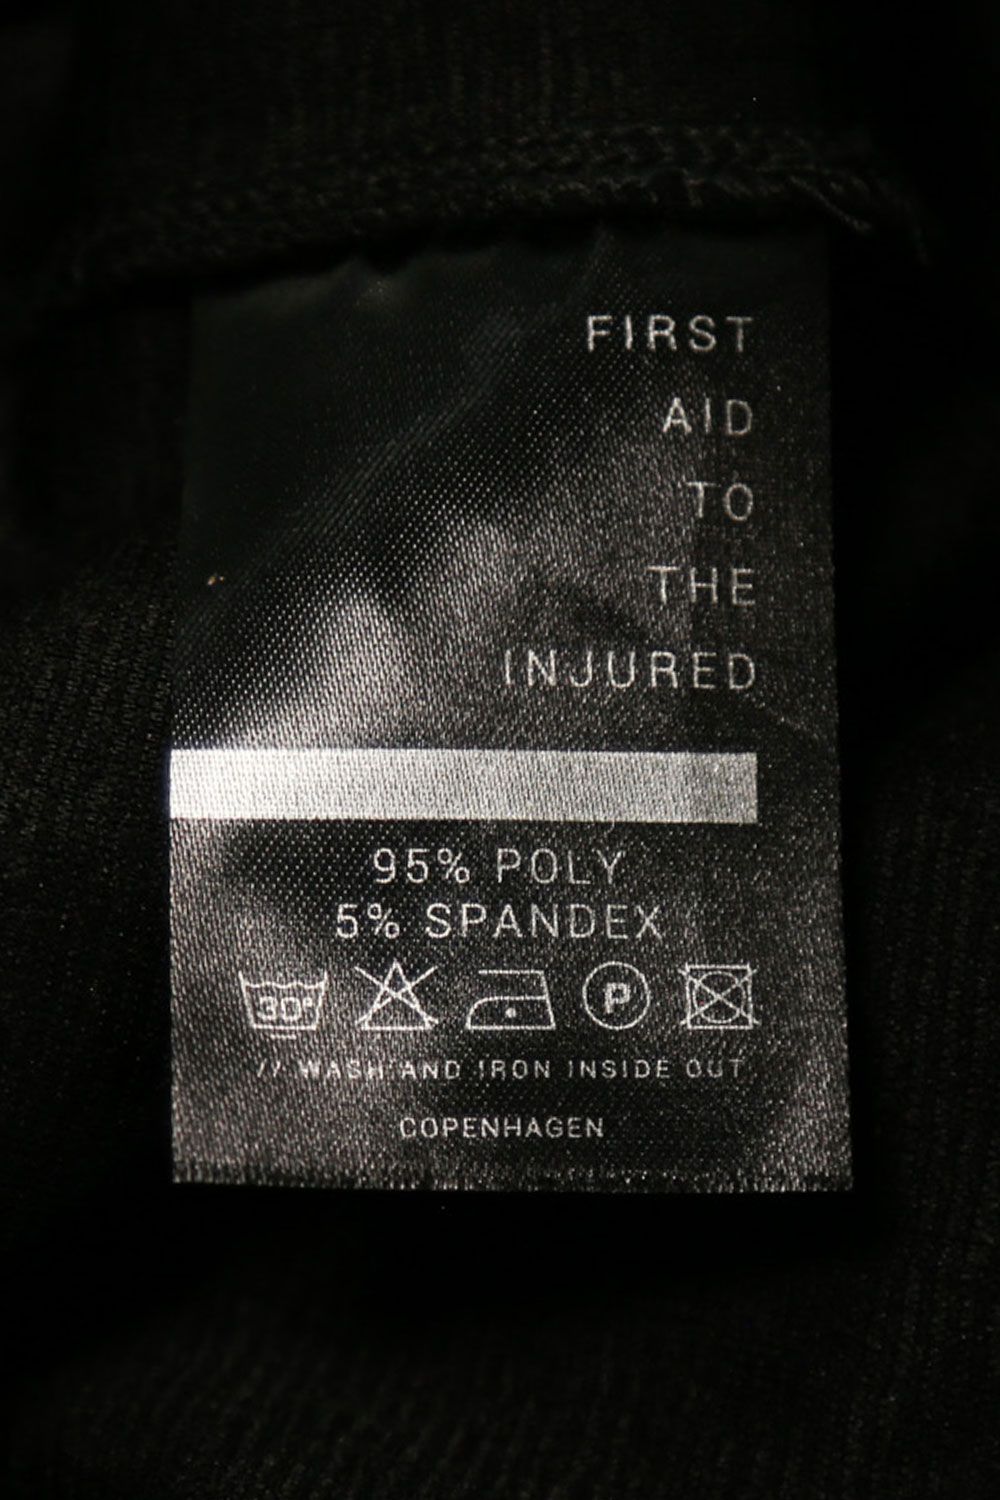 FIRST
AID
TO
THE
INJURED
95% POLY
5% SPANDEX
30° P
// WASH AND IRON INSIDE OUT
COPENHAGEN